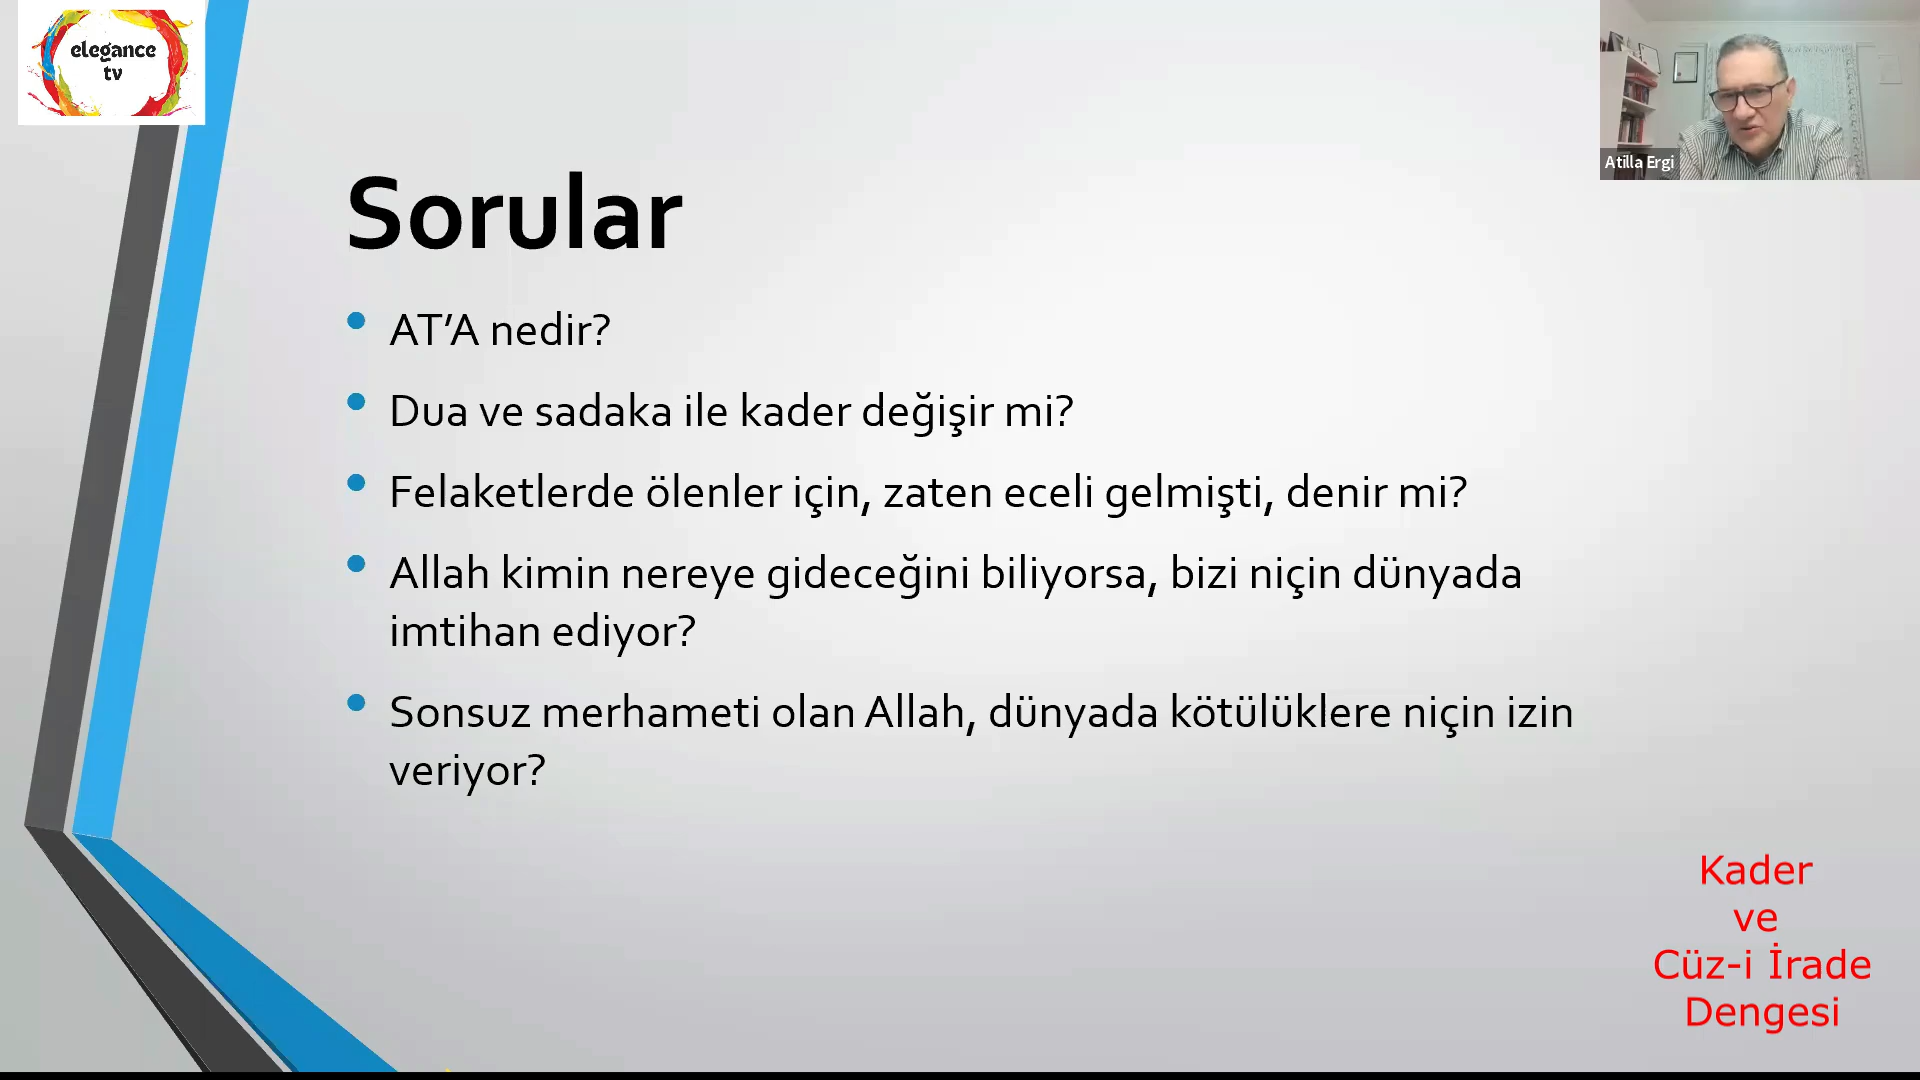 elegance
tv
Atilla Ergi
Sorular
• AT’A nedir?
• Dua ve sadaka ile kader değişir mi?
• Felaketlerde ölenler için, zaten eceli gelmişti, denir mi?
• Allah kimin nereye gideceğini biliyorsa, bizi niçin dünyada
imtihan ediyor?
• Sonsuz merhameti olan Allah, dünyada kötülüklere niçin izin
veriyor?
Kader
ve
Cüz-i İrade
Dengesi